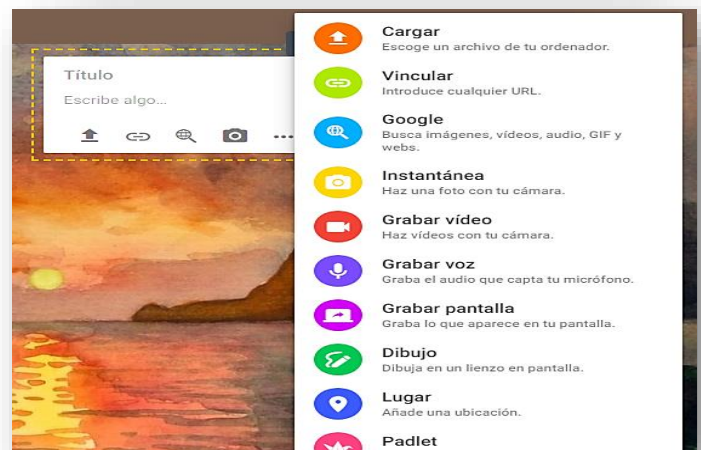 Título
Escribe algo...
Cargar
Escoge un archivo de tu ordenador.
Vincular
Introduce cualquier URL.
Google
Busca imágenes, vídeos, audio, GIF y
webs.
Instantánea
Haz una foto con tu cámara.
Grabar vídeo
Haz vídeos con tu cámara.
Grabar voz
Graba el audio que capta tu micrófono.
Grabar pantalla
Graba lo que aparece en tu pantalla.
Dibujo
Dibuja en un lienzo en pantalla.
Lugar
Añade una ubicación.
Padlet